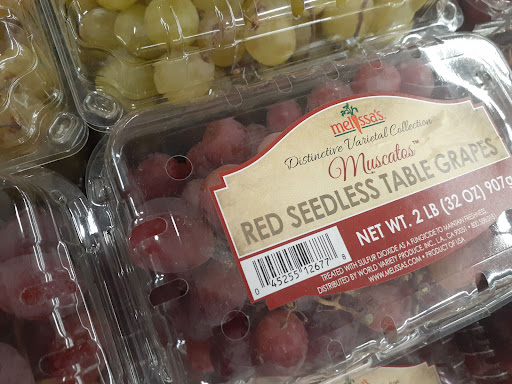 melissa's
Distinctive Varietal Collection
Muscatos™
RED SEEDLESS TABLE GRAPES
NET WT. 2 LB (32 OZ) 907g
TREATED WITH SULFUR DIOXIDE AS A FUNGICIDE TO MAINTAIN FRESHNESS.
DISTRIBUTED BY WORLD VARIETY PRODUCE, INC., L.A., CA 90051 •
WWW.MELISSAS.COM • PRODUCT OF USA
0 45255 12677 8